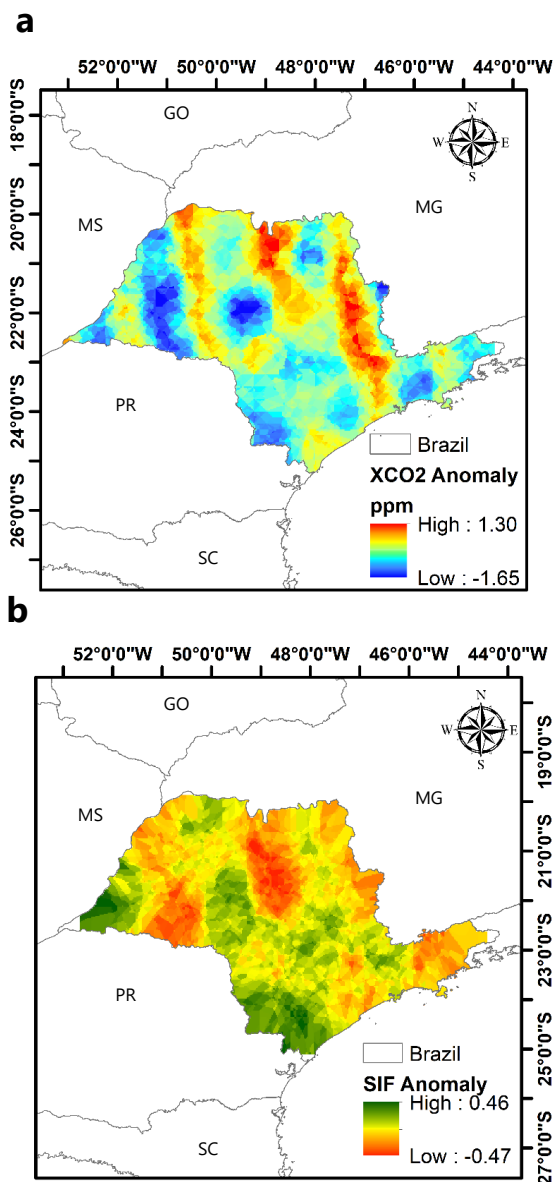 a
52°0'0"W 50°0'0"W 48°0'0"W 46°0'0"W 44°0'0"W
18°0'0"S
20°0'0"S
22°0'0"S
24°0'0"S
26°0'0"S
GO
N
W E
S
MS
MG
PR
SC
Brazil
XCO2 Anomaly
ppm
High : 1.30
Low : -1.65
b
52°0'0"W 50°0'0"W 48°0'0"W 46°0'0"W 44°0'0"W
GO
N
W E
S
MS
MG
PR
SC
19°0'0"S
21°0'0"S
23°0'0"S
25°0'0"S
27°0'0"S
Brazil
SIF Anomaly
High : 0.46
Low : -0.47